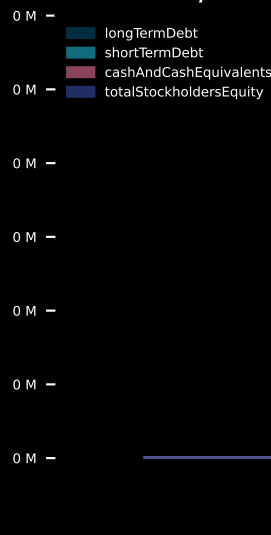 0 M
longTermDebt
shortTermDebt
cashAndCashEquivalents
0 M
totalStockholdersEquity
0 M
0 M
0 M
0 M
0 M